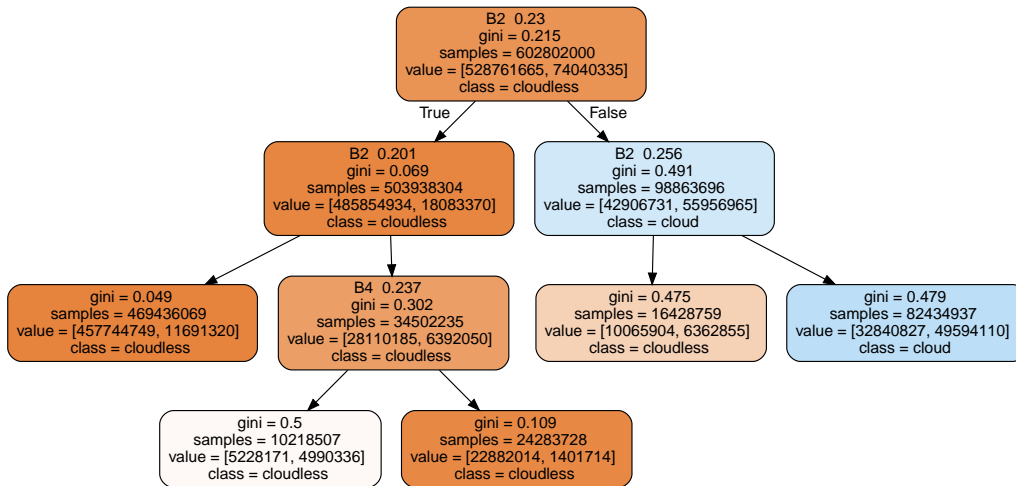 B2  0.23
gini = 0.215
samples = 602802000
value = [528761665, 74040335]
class = cloudless
True
False
B2  0.201
gini = 0.069
samples = 503938304
value = [485854934, 18083370]
class = cloudless
B2  0.256
gini = 0.491
samples = 98863696
value = [42906731, 55956965]
class = cloud
gini = 0.049
samples = 469436069
value = [457744749, 11691320]
class = cloudless
B4  0.237
gini = 0.302
samples = 34502235
value = [28110185, 6392050]
class = cloudless
gini = 0.475
samples = 16428759
value = [10065904, 6362855]
class = cloudless
gini = 0.479
samples = 82434937
value = [32840827, 49594110]
class = cloud
gini = 0.5
samples = 10218507
value = [5228171, 4990336]
class = cloudless
gini = 0.109
samples = 24283728
value = [22882014, 1401714]
class = cloudless